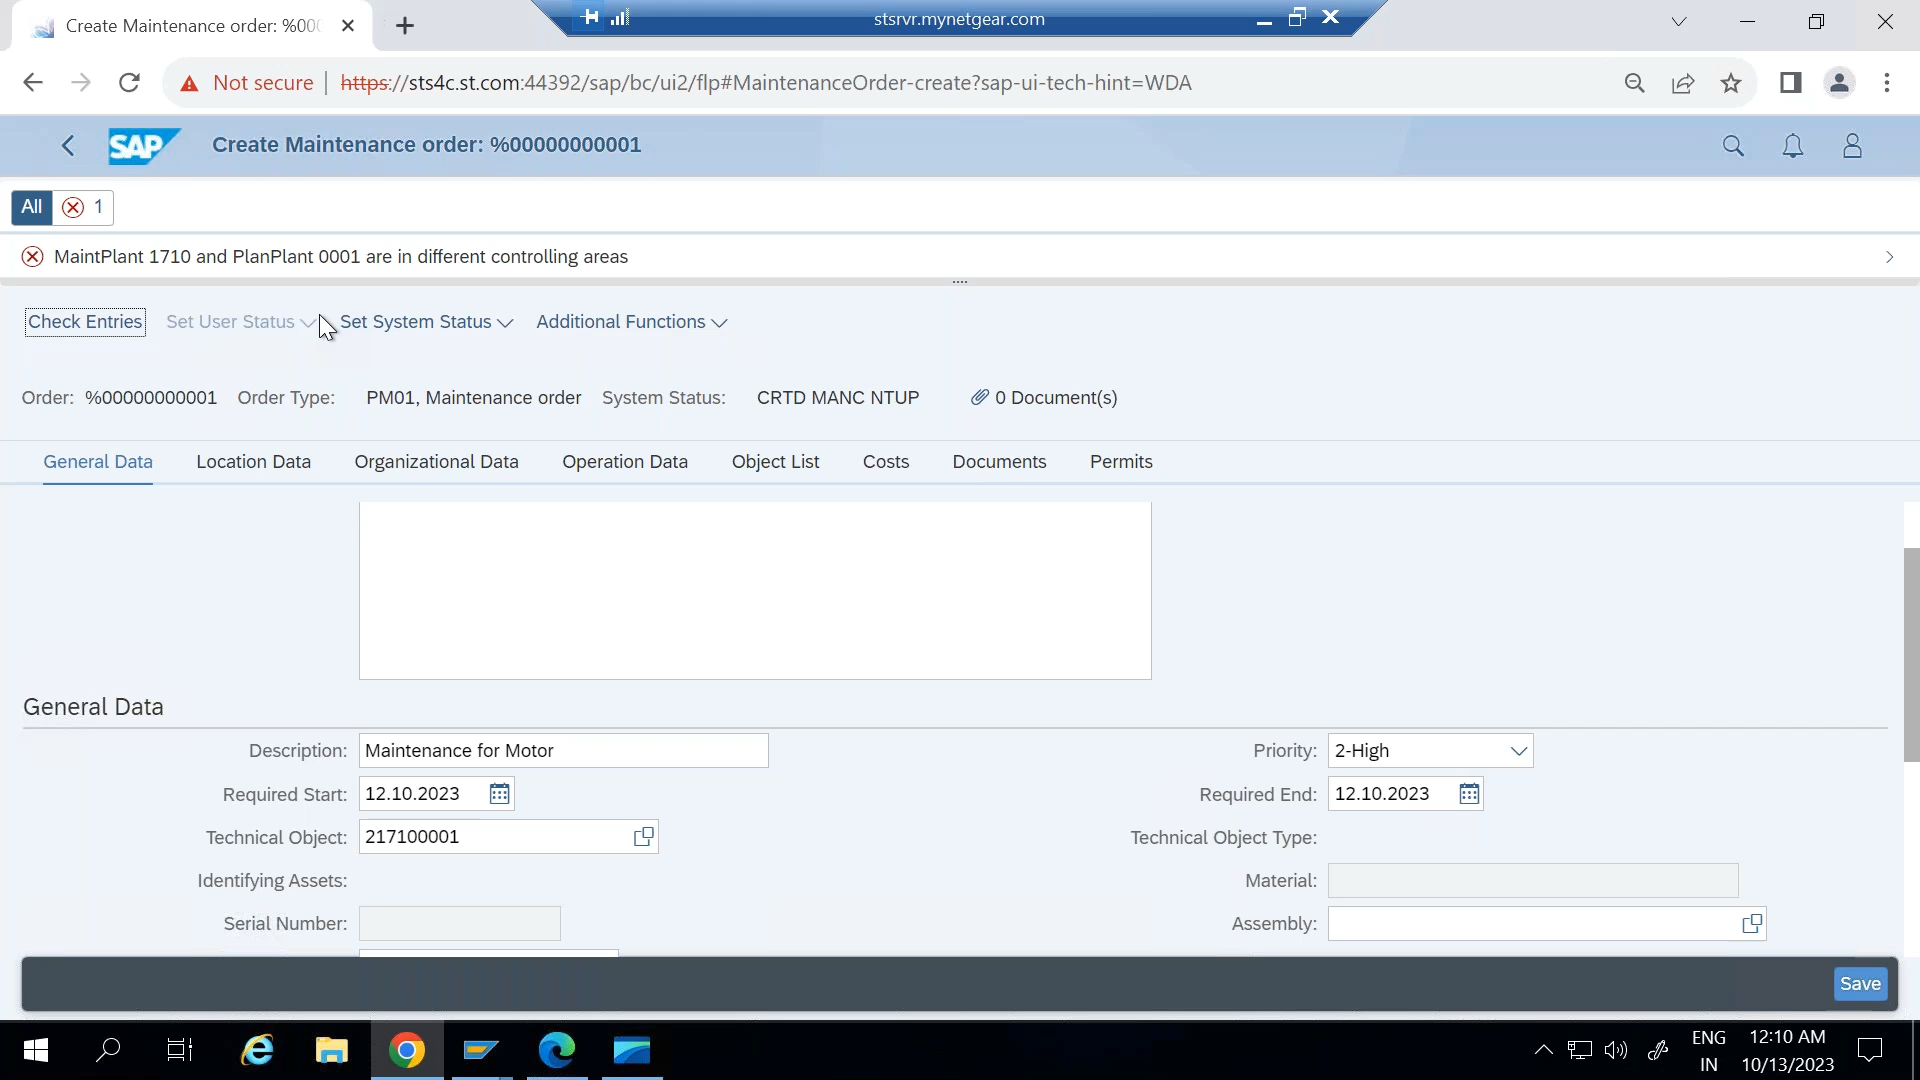 Create Maintenance order: %000
stsrvr.mynetgear.com
Not secure
https://sts4c.st.com:44392/sap/bc/ui2/flp#MaintenanceOrder-create?sap-ui-tech-hint=WDA
SAP
Create Maintenance order: %00000000001
All 1
MaintPlant 1710 and PlanPlant 0001 are in different controlling areas
Check Entries Set User Status Set System Status Additional Functions
Order: %00000000001 Order Type: PM01, Maintenance order System Status: CRTD MANC NTUP 0 Document(s)
General Data Location Data Organizational Data Operation Data Object List Costs Documents Permits
General Data
Description: Maintenance for Motor Priority: 2-High
Required Start: 12.10.2023 Required End: 12.10.2023
Technical Object: 217100001 Technical Object Type:
Identifying Assets: Material:
Serial Number: Assembly:
Save
ENG 12:10 AM
IN 10/13/2023